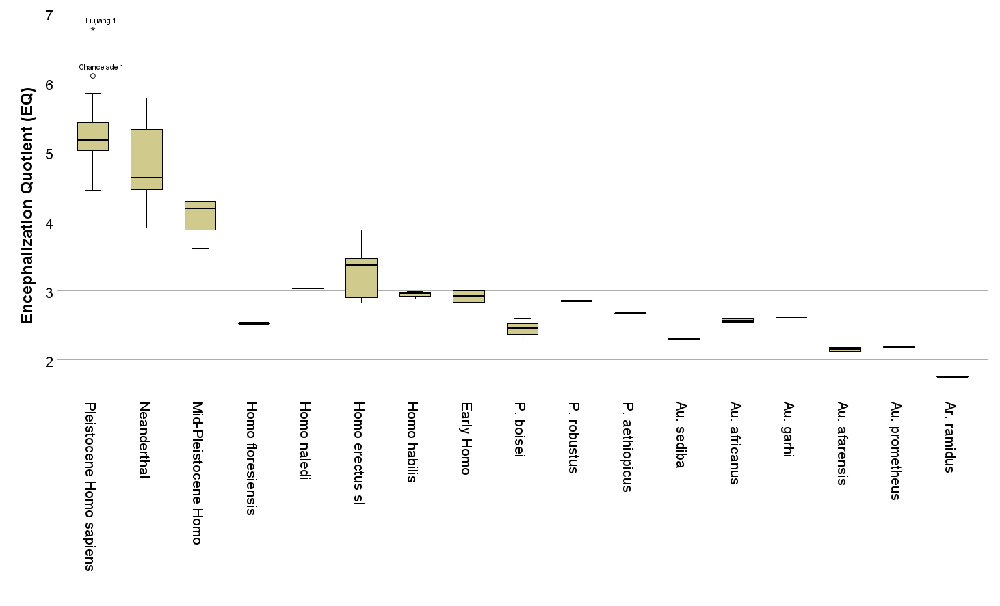 7
Liujiang 1
*
Chancelade 1
6
5
4
3
2
Encephalization Quotient (EQ)
Pleistocene Homo sapiens
Neanderthal
Mid-Pleistocene Homo
Homo floresiensis
Homo naledi
Homo erectus sl
Homo habilis
Early Homo
P. boisei
P. robustus
P. aethiopicus
Au. sediba
Au. africanus
Au. garhi
Au. afarensis
Au. prometheus
Ar. ramidus